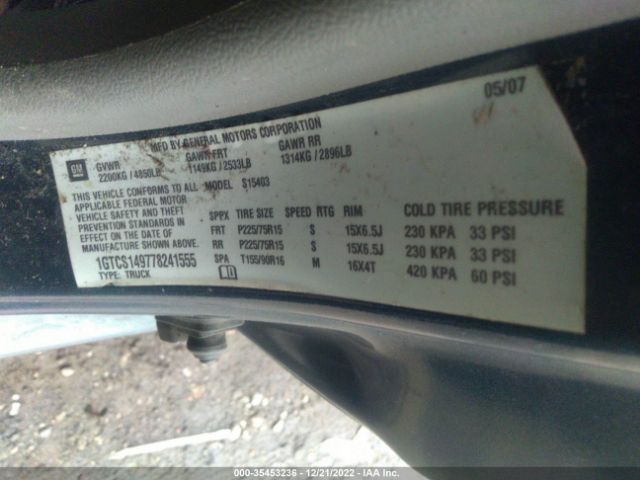 05/07
MFD BY GENERAL MOTORS CORPORATION
GM GVWR GAWR FRT GAWR RR
2200KG / 4850LB 1149KG / 2533LB 1314KG / 2896LB
THIS VEHICLE CONFORMS TO ALL MODEL S15403
APPLICABLE FEDERAL MOTOR
VEHICLE SAFETY AND THEFT
PREVENTION STANDARDS IN
EFFECT ON THE DATE OF
MANUFACTURE SHOWN ABOVE.
1GTCS149778241555
TYPE: TRUCK
SPPX TIRE SIZE SPEED RTG RIM COLD TIRE PRESSURE
FRT P225/75R15 S 15X6.5J 230 KPA 33 PSI
RR P225/75R15 S 15X6.5J 230 KPA 33 PSI
SPA T155/90R16 M 16X4T 420 KPA 60 PSI
000-35453236 - 12/21/2022 - IAA Inc.